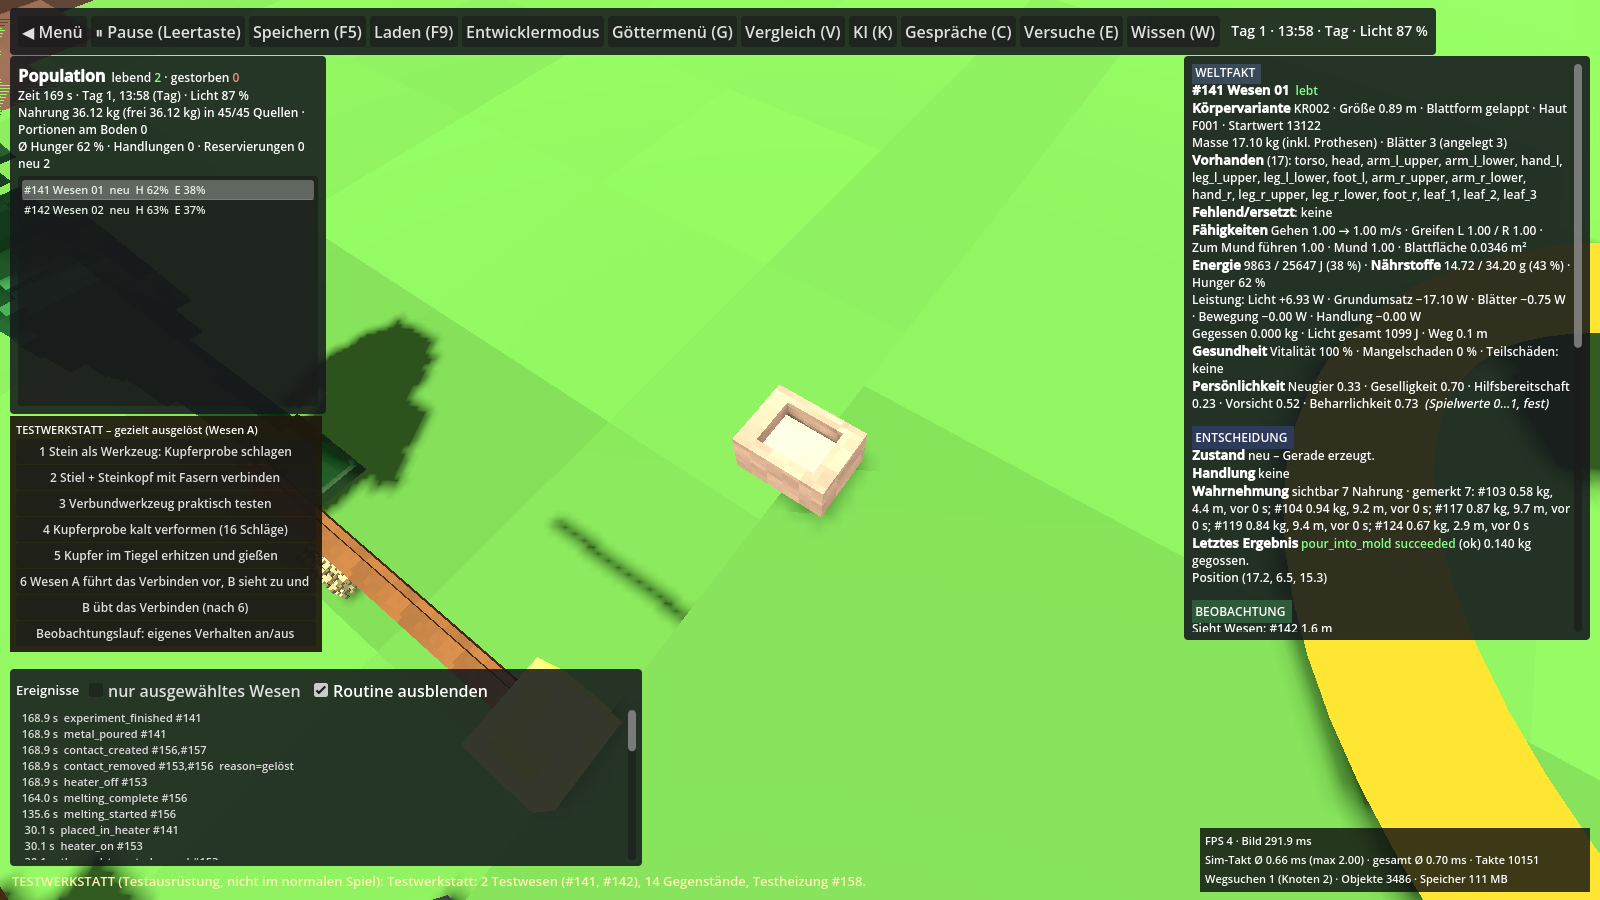 ◀ Menü
⏸ Pause (Leertaste)
Speichern (F5)
Laden (F9)
Entwicklermodus
Göttermenü (G)
Vergleich (V)
KI (K)
Gespräche (C)
Versuche (E)
Wissen (W)
Tag 1 · 13:58 · Tag · Licht 87 %
Population lebend 2 · gestorben 0
Zeit 169 s · Tag 1, 13:58 (Tag) · Licht 87 %
Nahrung 36.12 kg (frei 36.12 kg) in 45/45 Quellen ·
Portionen am Boden 0
Ø Hunger 62 % · Handlungen 0 · Reservierungen 0
neu 2
#141 Wesen 01 neu H 62% E 38%
#142 Wesen 02 neu H 63% E 37%
TESTWERKSTATT – gezielt ausgelöst (Wesen A)
1 Stein als Werkzeug: Kupferprobe schlagen
2 Stiel + Steinkopf mit Fasern verbinden
3 Verbundwerkzeug praktisch testen
4 Kupferprobe kalt verformen (16 Schläge)
5 Kupfer im Tiegel erhitzen und gießen
6 Wesen A führt das Verbinden vor, B sieht zu und
B übt das Verbinden (nach 6)
Beobachtungslauf: eigenes Verhalten an/aus
Ereignisse
nur ausgewähltes Wesen
Routine ausblenden
168.9 s experiment_finished #141
168.9 s metal_poured #141
168.9 s contact_created #156,#157
168.9 s contact_removed #153,#156 reason=gelöst
168.9 s heater_off #153
164.0 s melting_complete #156
135.6 s melting_started #156
30.1 s placed_in_heater #141
30.1 s heater_on #153
TESTWERKSTATT (Testausrüstung, nicht im normalen Spiel): Testwerkstatt: 2 Testwesen (#141, #142), 14 Gegenstände, Testheizung #158.
WELTFAKT
#141 Wesen 01 lebt
Körpervariante KR002 · Größe 0.89 m · Blattform gelappt · Haut
F001 · Startwert 13122
Masse 17.10 kg (inkl. Prothesen) · Blätter 3 (angelegt 3)
Vorhanden (17): torso, head, arm_l_upper, arm_l_lower, hand_l,
leg_l_upper, leg_l_lower, foot_l, arm_r_upper, arm_r_lower,
hand_r, leg_r_upper, leg_r_lower, foot_r, leaf_1, leaf_2, leaf_3
Fehlend/ersetzt: keine
Fähigkeiten Gehen 1.00 → 1.00 m/s · Greifen L 1.00 / R 1.00 ·
Zum Mund führen 1.00 · Mund 1.00 · Blattfläche 0.0346 m²
Energie 9863 / 25647 J (38 %) · Nährstoffe 14.72 / 34.20 g (43 %) ·
Hunger 62 %
Leistung: Licht +6.93 W · Grundumsatz −17.10 W · Blätter −0.75 W
· Bewegung −0.00 W · Handlung −0.00 W
Gegessen 0.000 kg · Licht gesamt 1099 J · Weg 0.1 m
Gesundheit Vitalität 100 % · Mangelschaden 0 % · Teilschäden:
keine
Persönlichkeit Neugier 0.33 · Geselligkeit 0.70 · Hilfsbereitschaft
0.23 · Vorsicht 0.52 · Beharrlichkeit 0.73 (Spielwerte 0…1, fest)
ENTSCHEIDUNG
Zustand neu – Gerade erzeugt.
Handlung keine
Wahrnehmung sichtbar 7 Nahrung · gemerkt 7: #103 0.58 kg,
4.4 m, vor 0 s; #104 0.94 kg, 9.2 m, vor 0 s; #117 0.87 kg, 9.7 m, vor
0 s; #119 0.84 kg, 9.4 m, vor 0 s; #124 0.67 kg, 2.9 m, vor 0 s
Letztes Ergebnis pour_into_mold succeeded (ok) 0.140 kg
gegossen.
Position (17.2, 6.5, 15.3)
BEOBACHTUNG
Sieht Wesen: #142 1.6 m
FPS 4 · Bild 291.9 ms
Sim-Takt Ø 0.66 ms (max 2.00) · gesamt Ø 0.70 ms · Takte 10151
Wegsuchen 1 (Knoten 2) · Objekte 3486 · Speicher 111 MB